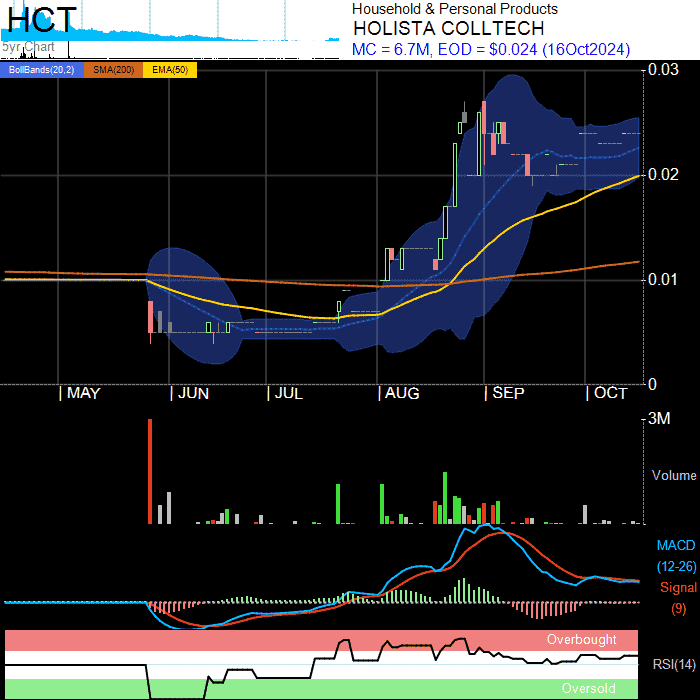 HCT
5yr Chart
Household & Personal Products
HOLISTA COLLTECH
MC = 6.7M, EOD = $0.024 (16Oct2024)
BollBands(20,2) SMA(200) EMA(50)
0.03
0.02
0.01
0
MAY JUN JUL AUG SEP OCT
3M
Volume
MACD
(12-26)
Signal
(9)
Overbought
RSI(14)
Oversold